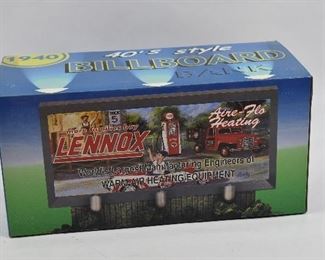 1940
40's style
BILLBOARD
BANK
Aire-Flo
Heating
LENNOX
World's Largest Manufacturing Engineers of
WARM AIR HEATING EQUIPMENT